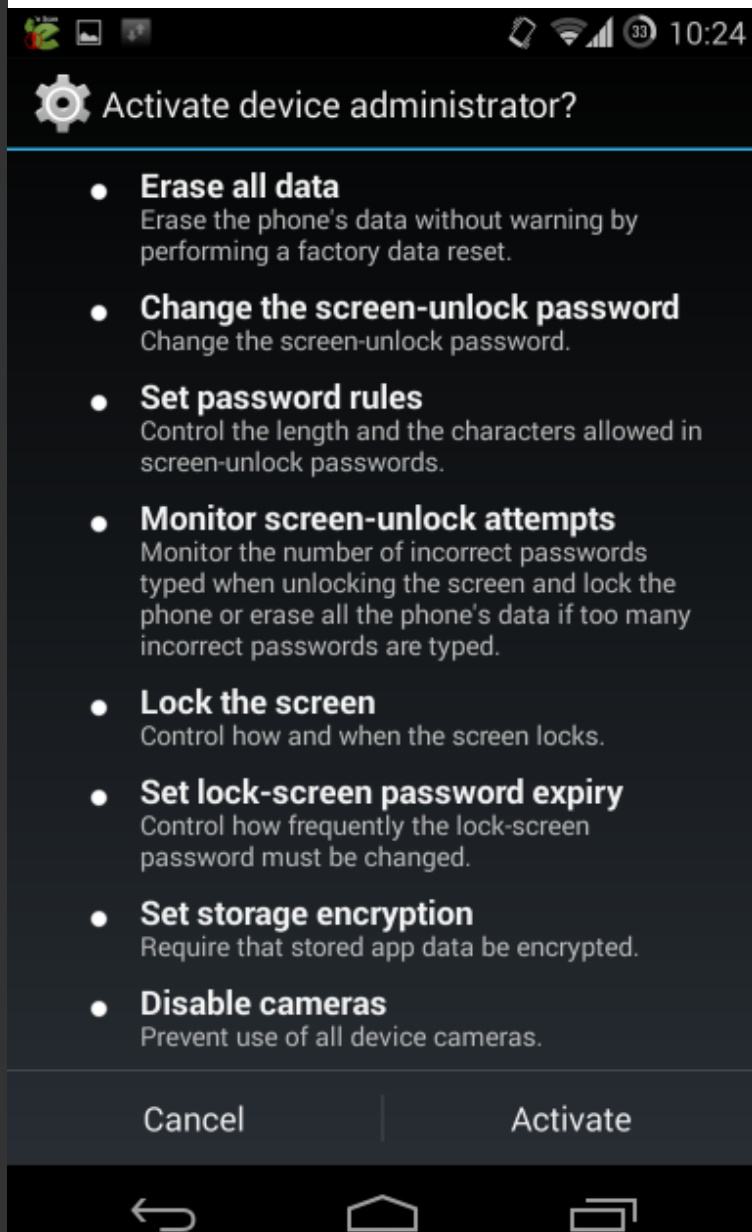 33 10:24
Activate device administrator?
Erase all data
Erase the phone's data without warning by
performing a factory data reset.
Change the screen-unlock password
Change the screen-unlock password.
Set password rules
Control the length and the characters allowed in
screen-unlock passwords.
Monitor screen-unlock attempts
Monitor the number of incorrect passwords
typed when unlocking the screen and lock the
phone or erase all the phone's data if too many
incorrect passwords are typed.
Lock the screen
Control how and when the screen locks.
Set lock-screen password expiry
Control how frequently the lock-screen
password must be changed.
Set storage encryption
Require that stored app data be encrypted.
Disable cameras
Prevent use of all device cameras.
Cancel Activate